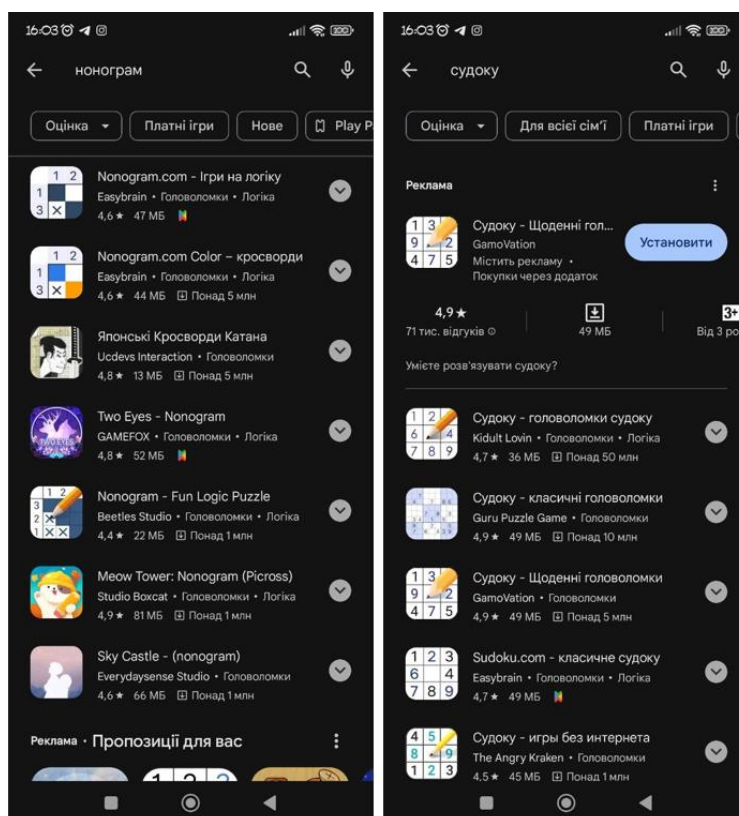 16:03
100
нонограм
Оцінка
Платні ігри
Нове
Play P
Nonogram.com - Ігри на логіку
Easybrain • Головоломки • Логіка
4,6★ 47 МБ
Nonogram.com Color – кросворди
Easybrain • Головоломки • Логіка
4,6★ 44 МБ Понад 5 млн
Японські Кросворди Катана
Ucdevs Interaction • Головоломки
4,8★ 13 МБ Понад 5 млн
Two Eyes - Nonogram
GAMEFOX • Головоломки • Логіка
4,8★ 52 МБ
Nonogram - Fun Logic Puzzle
Beetles Studio • Головоломки • Логіка
4,4★ 22 МБ Понад 1 млн
Meow Tower: Nonogram (Picross)
Studio Boxcat • Головоломки • Логіка
4,9★ 81 МБ Понад 1 млн
Sky Castle - (nonogram)
Everydaysense Studio • Головоломки
4,6★ 66 МБ Понад 1 млн
Реклама • Пропозиції для вас
16:03
100
судоку
Оцінка
Для всієї сім’ї
Платні ігри
Реклама
Судоку - Щоденні гол...
GamoVation
Містить рекламу •
Покупки через додаток
Установити
4,9★
71 тис. відгуків
49 МБ
3+
Від 3 ро
Умієте розв'язувати судоку?
Судоку - головоломки судоку
Kidult Lovin • Головоломки • Логіка
4,7★ 36 МБ Понад 50 млн
Судоку - класичні головоломки
Guru Puzzle Game • Головоломки
4,9★ 49 МБ Понад 10 млн
Судоку - Щоденні головоломки
GamoVation • Головоломки
4,9★ 49 МБ Понад 5 млн
Sudoku.com - класичне судоку
Easybrain • Головоломки • Логіка
4,7★ 49 МБ
Судоку - игры без интернета
The Angry Kraken • Головоломки
4,5★ 45 МБ Понад 1 млн